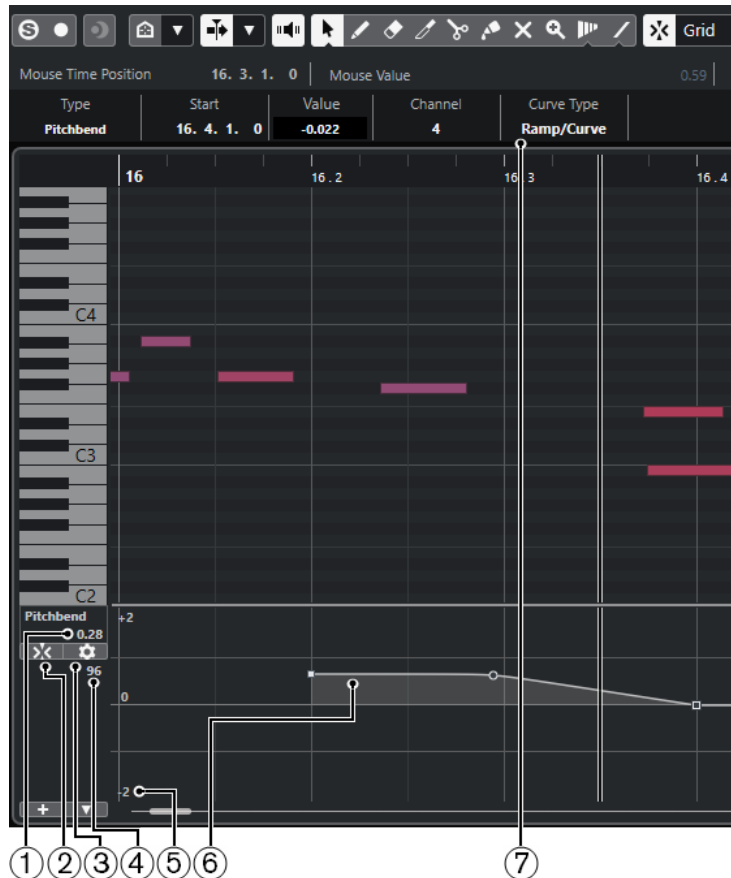 S Grid
Mouse Time Position 16. 3. 1. 0 Mouse Value 0.59
Type Start Value Channel Curve Type
Pitchbend 16. 4. 1. 0 -0.022 4 Ramp/Curve
16 16.2 16.3 16.4
C4
C3
C2
Pitchbend +2
0.28
96
0
-2
+
① ② ③ ④ ⑤ ⑥ ⑦